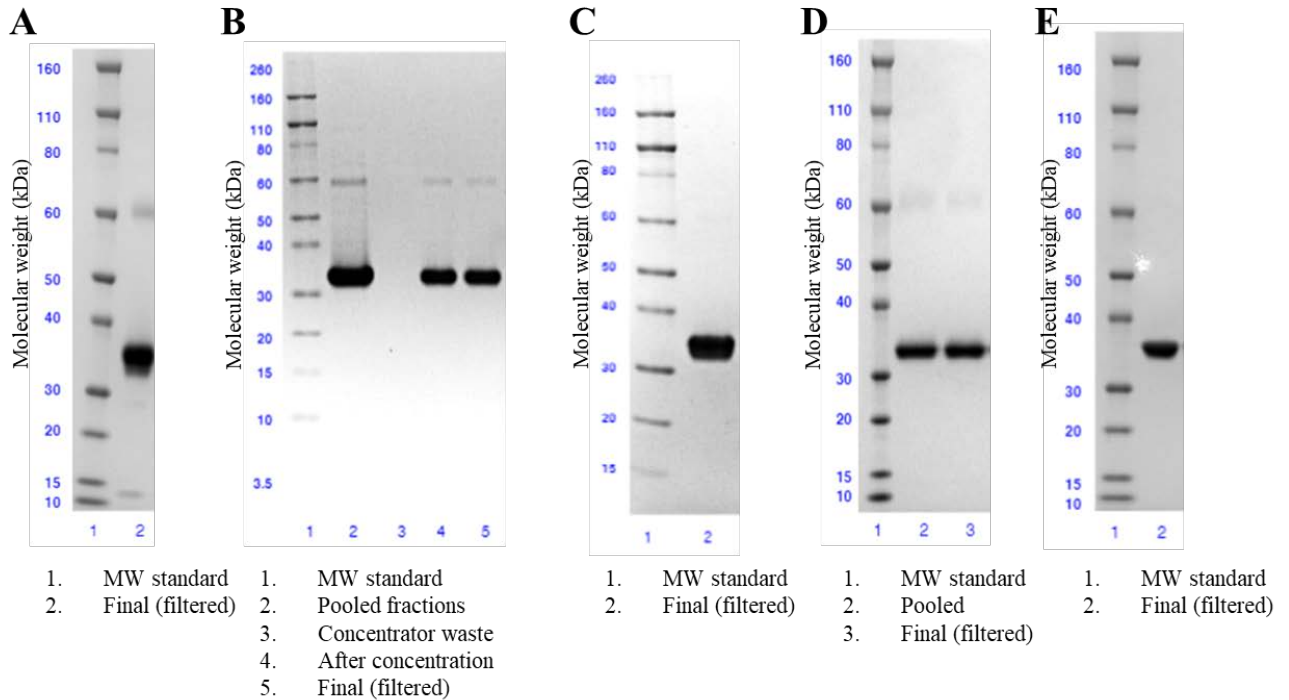 A
Molecular weight (kDa)
160
110
80
60
50
40
30
20
15
10
1 2
1. MW standard
2. Final (filtered)
B
Molecular weight (kDa)
260
160
110
80
60
50
40
30
20
15
10
3.5
1 2 3 4 5
1. MW standard
2. Pooled fractions
3. Concentrator waste
4. After concentration
5. Final (filtered)
C
Molecular weight (kDa)
260
160
110
80
60
50
40
30
20
15
1 2
1. MW standard
2. Final (filtered)
D
Molecular weight (kDa)
160
110
80
60
50
40
30
20
15
10
1 2 3
1. MW standard
2. Pooled
3. Final (filtered)
E
Molecular weight (kDa)
160
110
80
60
50
40
30
20
15
10
1 2
1. MW standard
2. Final (filtered)